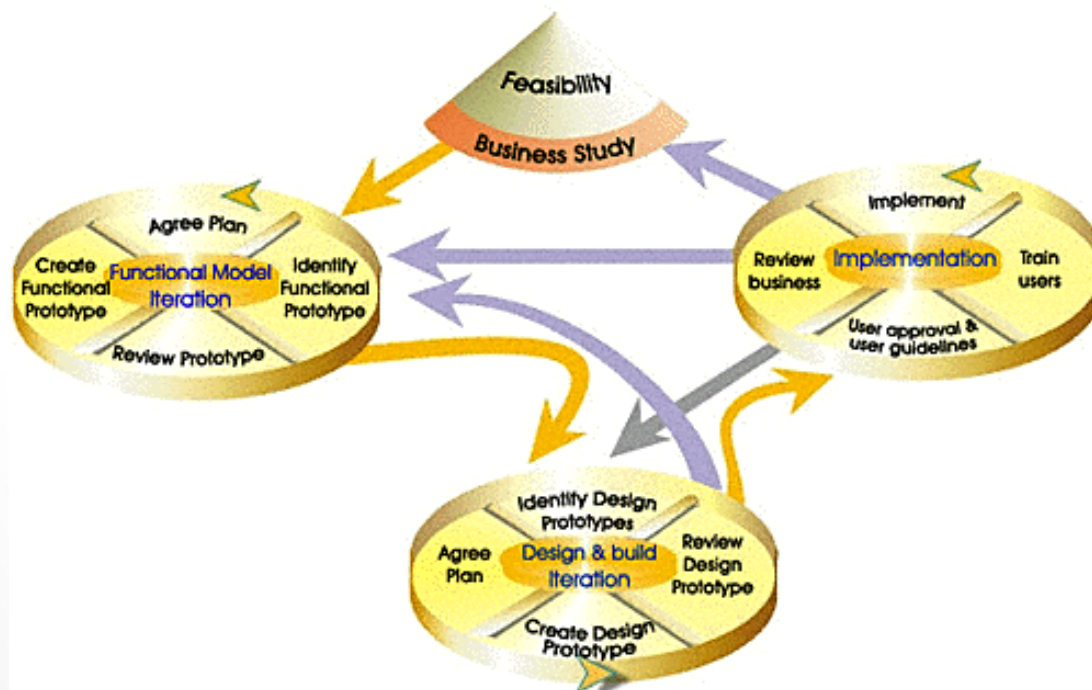 Feasibility
Business Study
Agree Plan
Create
Functional
Prototype
Functional Model
Iteration
Identify
Functional
Prototype
Review Prototype
Implement
Review
business
Implementation
Train
users
User approval &
user guidelines
Identify Design
Prototypes
Agree
Plan
Design & build
Iteration
Review
Design
Prototype
Create Design
Prototype